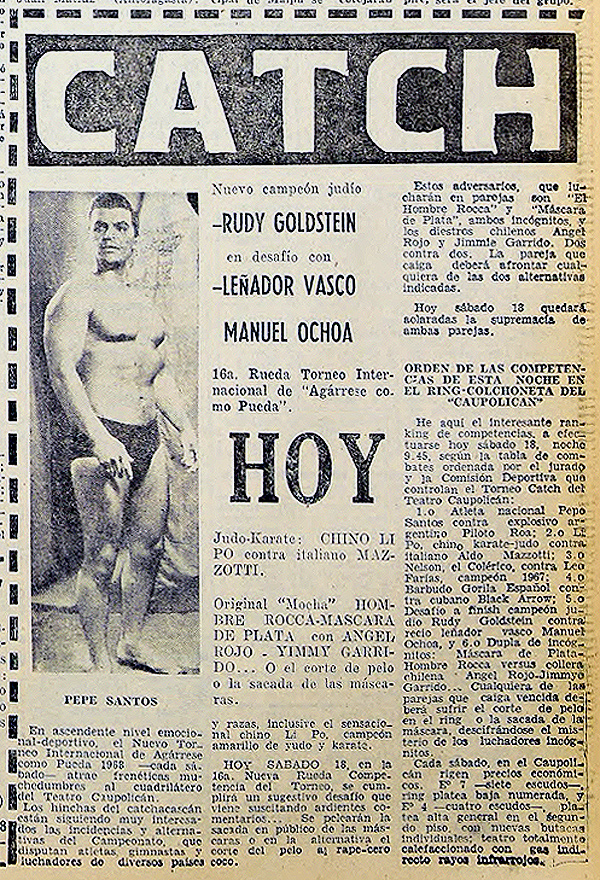 CATCH
Nuevo campeón judío
—RUDY GOLDSTEIN
en desafío con
—LEÑADOR VASCO
MANUEL OCHOA
16a. Rueda Torneo Inter-
nacional de "Agárrese co-
mo Pueda".
HOY
Judo-Karate: CHINO LI
PO contra italiano MAZ-
ZOTTI.
Original "Mocha" HOM-
BRE ROCCA-MASCARA
DE PLATA con ANGEL
ROJO - YIMMY GARRI-
DO... O el corte de pelo
o la sacada de las másca-
ras.
PEPE SANTOS
En ascendente nivel emocio-
nal-deportivo, el Nuevo Tor-
neo Internacional de Agárrese
como Pueda 1968 —cada sá-
bado— atrae frenéticas mu-
chedumbres al cuadrilátero
del Teatro Caupolicán.
Los hinchas del catchacascán
están siguiendo muy interesa-
dos las incidencias y alterna-
tivas del Campeonato, que
disputan atletas, gimnastas y
luchadores de diversos países
y razas, inclusive el sensacio-
nal chino Li Po, campeón
amarillo de yudo y karate.
HOY SABADO 18, en la
16a. Nueva Rueda Compe-
tencia del Torneo, se cum-
plirá un sugestivo desafío que
viene suscitando ardientes co-
mentarios... Se pelearán la
sacada en público de las más-
caras o en la alternativa el
corte del pelo al rape-cero
coco.
Estos adversarios, que lu-
charán en parejas son "El
Hombre Rocca" y "Máscara
de Plata", ambos incógnitos, y
los diestros chilenos Angel
Rojo y Jimmie Garrido. Dos
contra dos. La pareja que
caiga deberá afrontar cual-
quiera de las dos alternativas
indicadas.
Hoy sábado 18 quedará
aclarada la supremacía de
ambas parejas.
ORDEN DE LAS COMPETEN-
CIAS DE ESTA NOCHE EN
EL RING-COLCHONETA DEL
"CAUPOLICAN"
He aquí el interesante ran-
king de competencias, a efec-
tuarse hoy sábado 18, noche
9.45, según la tabla de com-
bates ordenada por el jurado
y la Comisión Deportiva que
controlan el Torneo Catch del
Teatro Caupolicán:
1.o Atleta nacional Pepe
Santos contra explosivo ar-
gentino Piloto Roa; 2.o Li
Po, chino karate-judo contra
italiano Aldo Mazzotti; 3.o
Nelson, el Colérico, contra Leo
Farías, campeón 1967; 4.o
Barbudo Gorila Español con-
tra cubano Black Arrow; 5.o
Desafío a finish campeón ju-
dío Rudy Goldstein contra
recio leñador vasco Manuel
Ochoa, y 6.o Dupla de incóg-
nitos: Máscara de Plata-
Hombre Rocca versus collera
chilena Angel Rojo-Jimmye
Garrido... Cualquiera de las
parejas que caiga vencida de-
berá sufrir el corte de pelo
en el ring o la sacada de la
máscara, descifrándose el mis-
terio de los luchadores incóg-
nitos.
Cada sábado, en el Caupoli-
cán rigen precios económi-
cos. Eº 7 —siete escudos—,
ring platea baja numerada, y
Eº 4 —cuatro escudos—, pla-
tea alta general en el segun-
do piso, con nuevas butacas
individuales; teatro totalmente
calefaccionado con gas indi-
recto rayos infrarrojos.